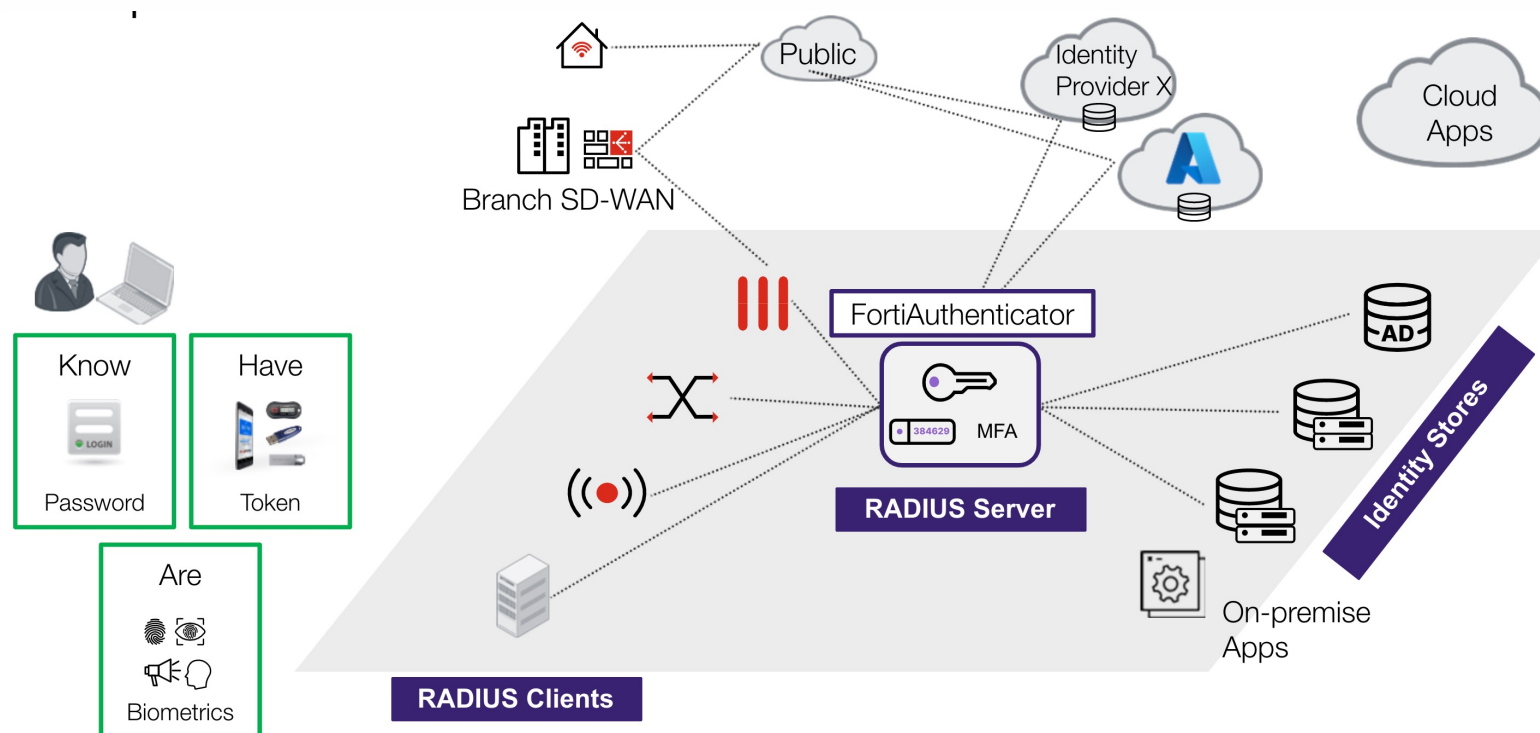 Public
Identity
Provider X
Cloud
Apps
Branch SD-WAN
FortiAuthenticator
Know
LOGIN
Password
Have
Token
Are
Biometrics
384629
MFA
RADIUS Server
AD
Identity Stores
On-premise
Apps
RADIUS Clients